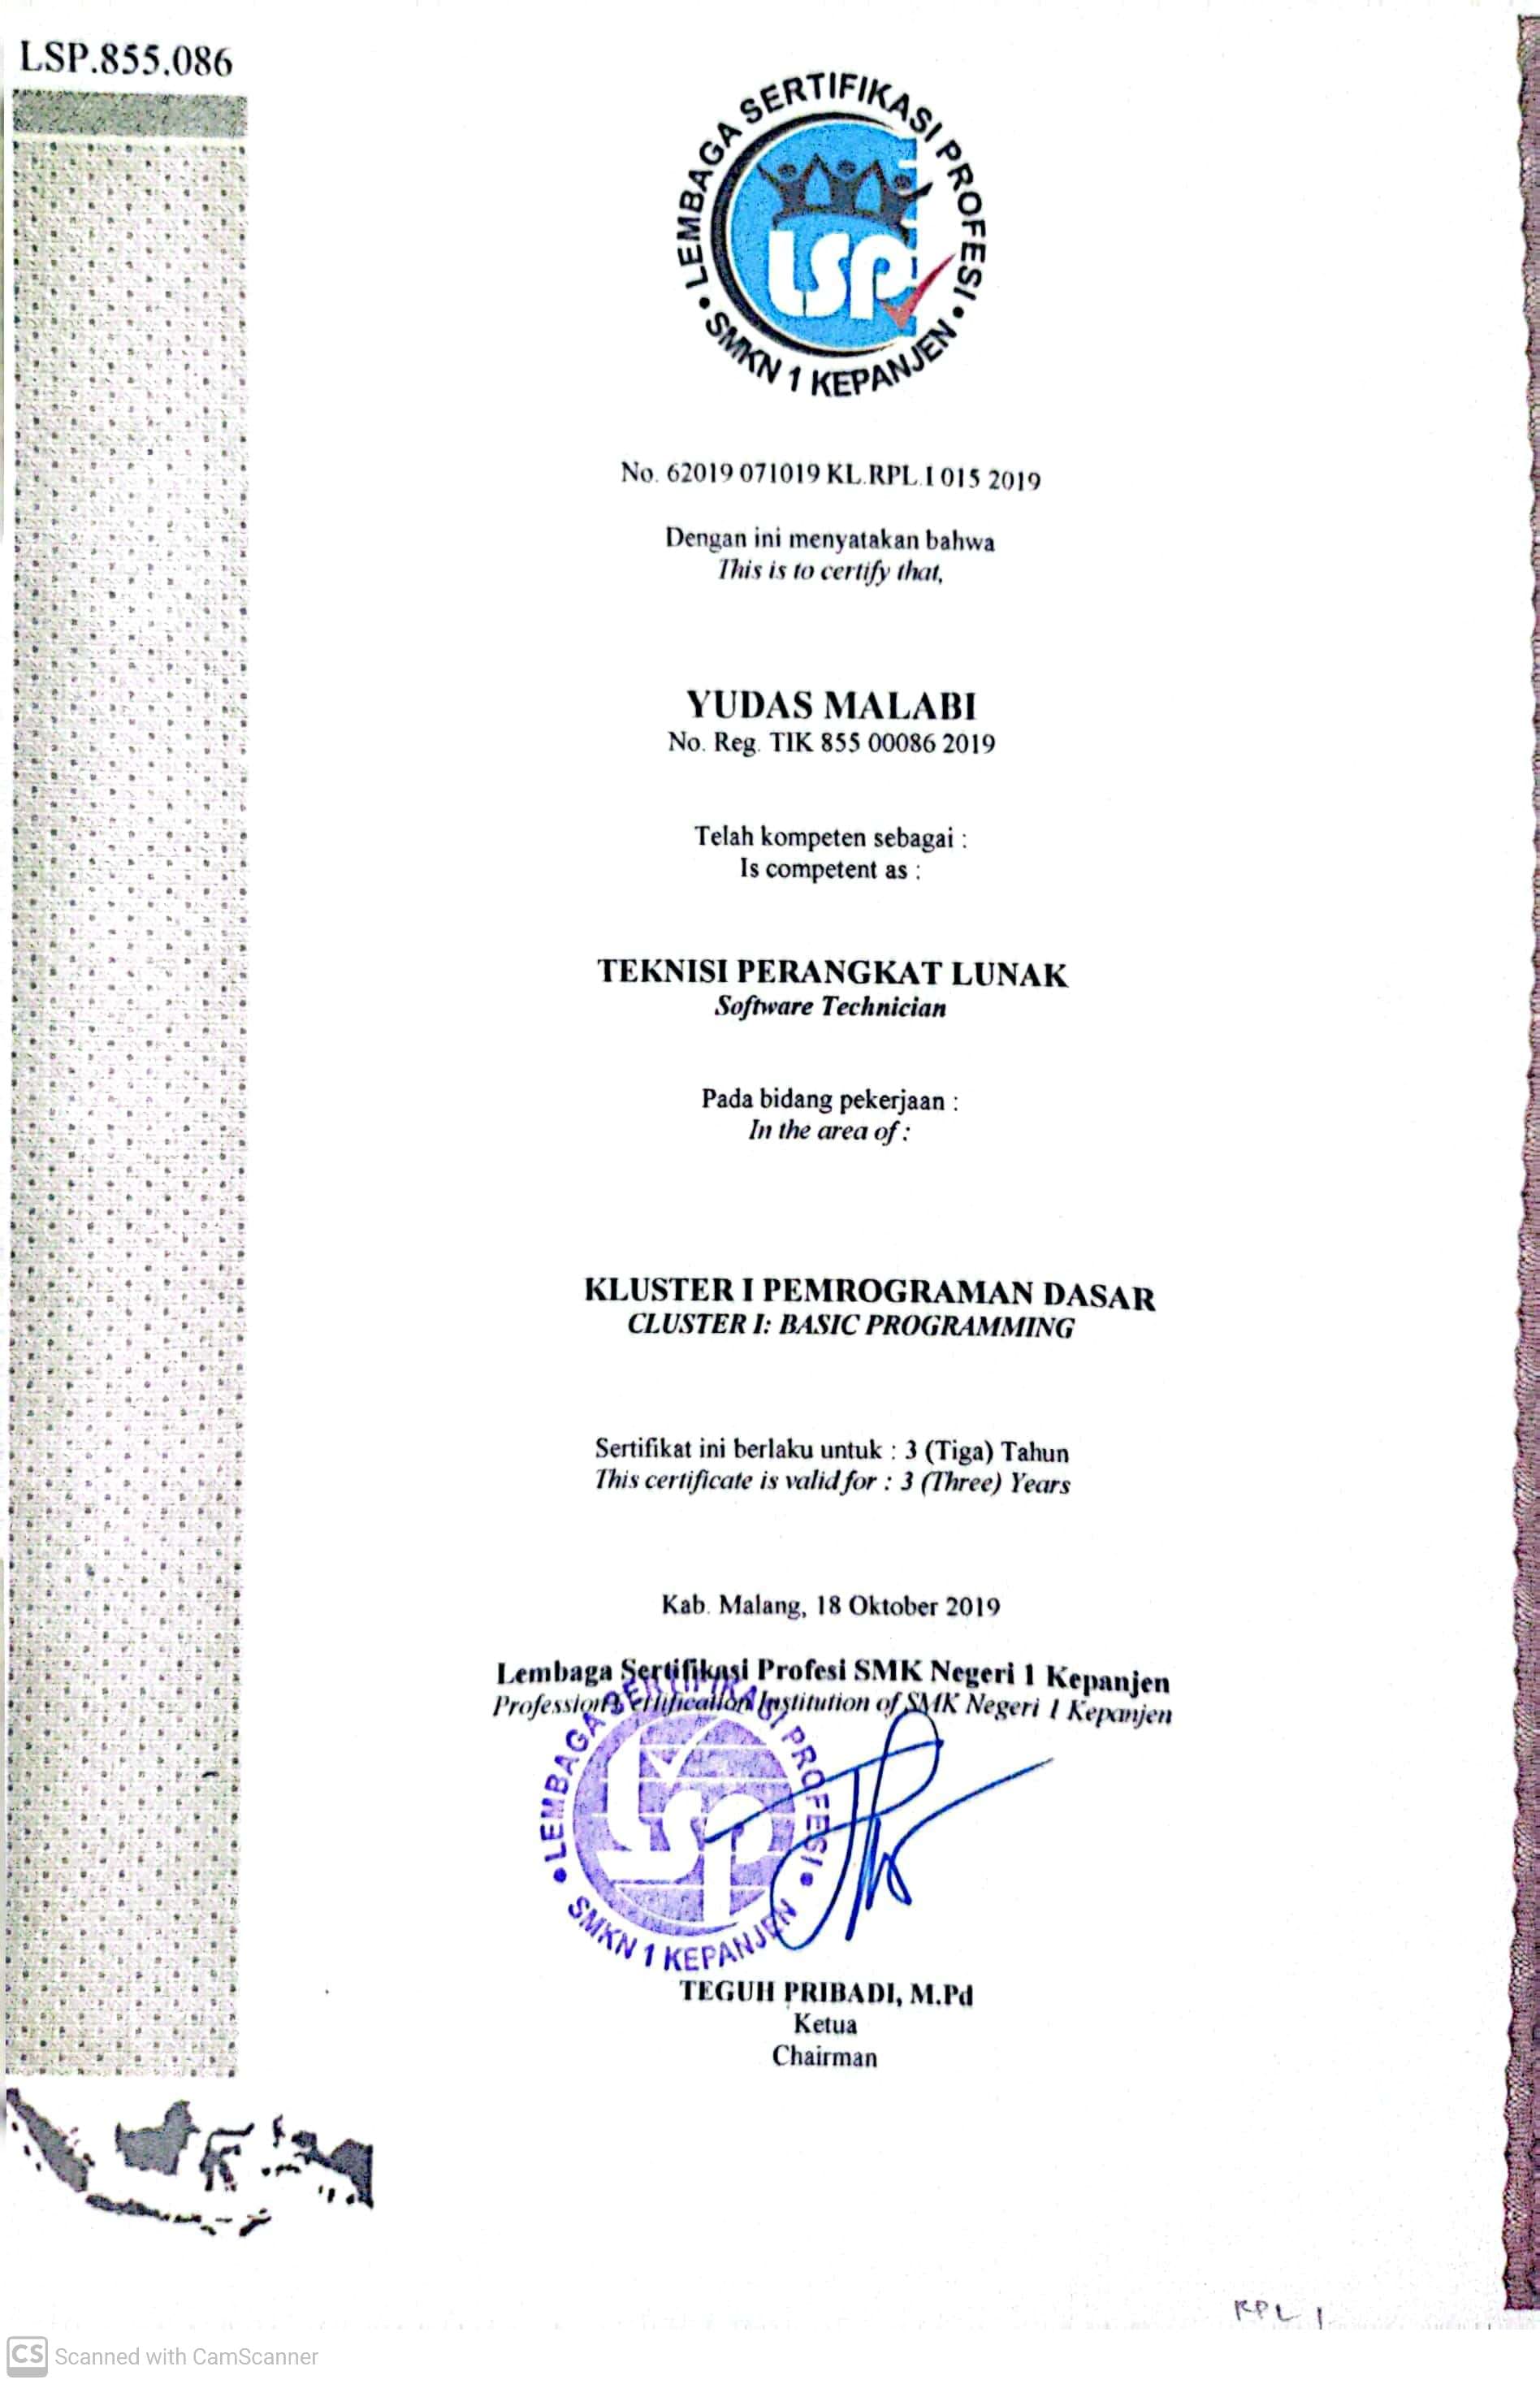 LSP.855.086
LEMBAGA SERTIFIKASI PROFESI
LSP
SMKN 1 KEPANJEN
No. 62019 071019 KL.RPL.I 015 2019
Dengan ini menyatakan bahwa
This is to certify that,
YUDAS MALABI
No. Reg. TIK 855 00086 2019
Telah kompeten sebagai :
Is competent as :
TEKNISI PERANGKAT LUNAK
Software Technician
Pada bidang pekerjaan :
In the area of :
KLUSTER I PEMROGRAMAN DASAR
CLUSTER I: BASIC PROGRAMMING
Sertifikat ini berlaku untuk : 3 (Tiga) Tahun
This certificate is valid for : 3 (Three) Years
Kab. Malang, 18 Oktober 2019
Lembaga Sertifikasi Profesi SMK Negeri 1 Kepanjen
Institution of SMK Negeri 1 Kepanjen
LEMBAGA SERTIFIKASI PROFESI
LSP
SMKN 1 KEPANJEN
TEGUH PRIBADI, M.Pd
Ketua
Chairman
RPL 1
CS Scanned with CamScanner